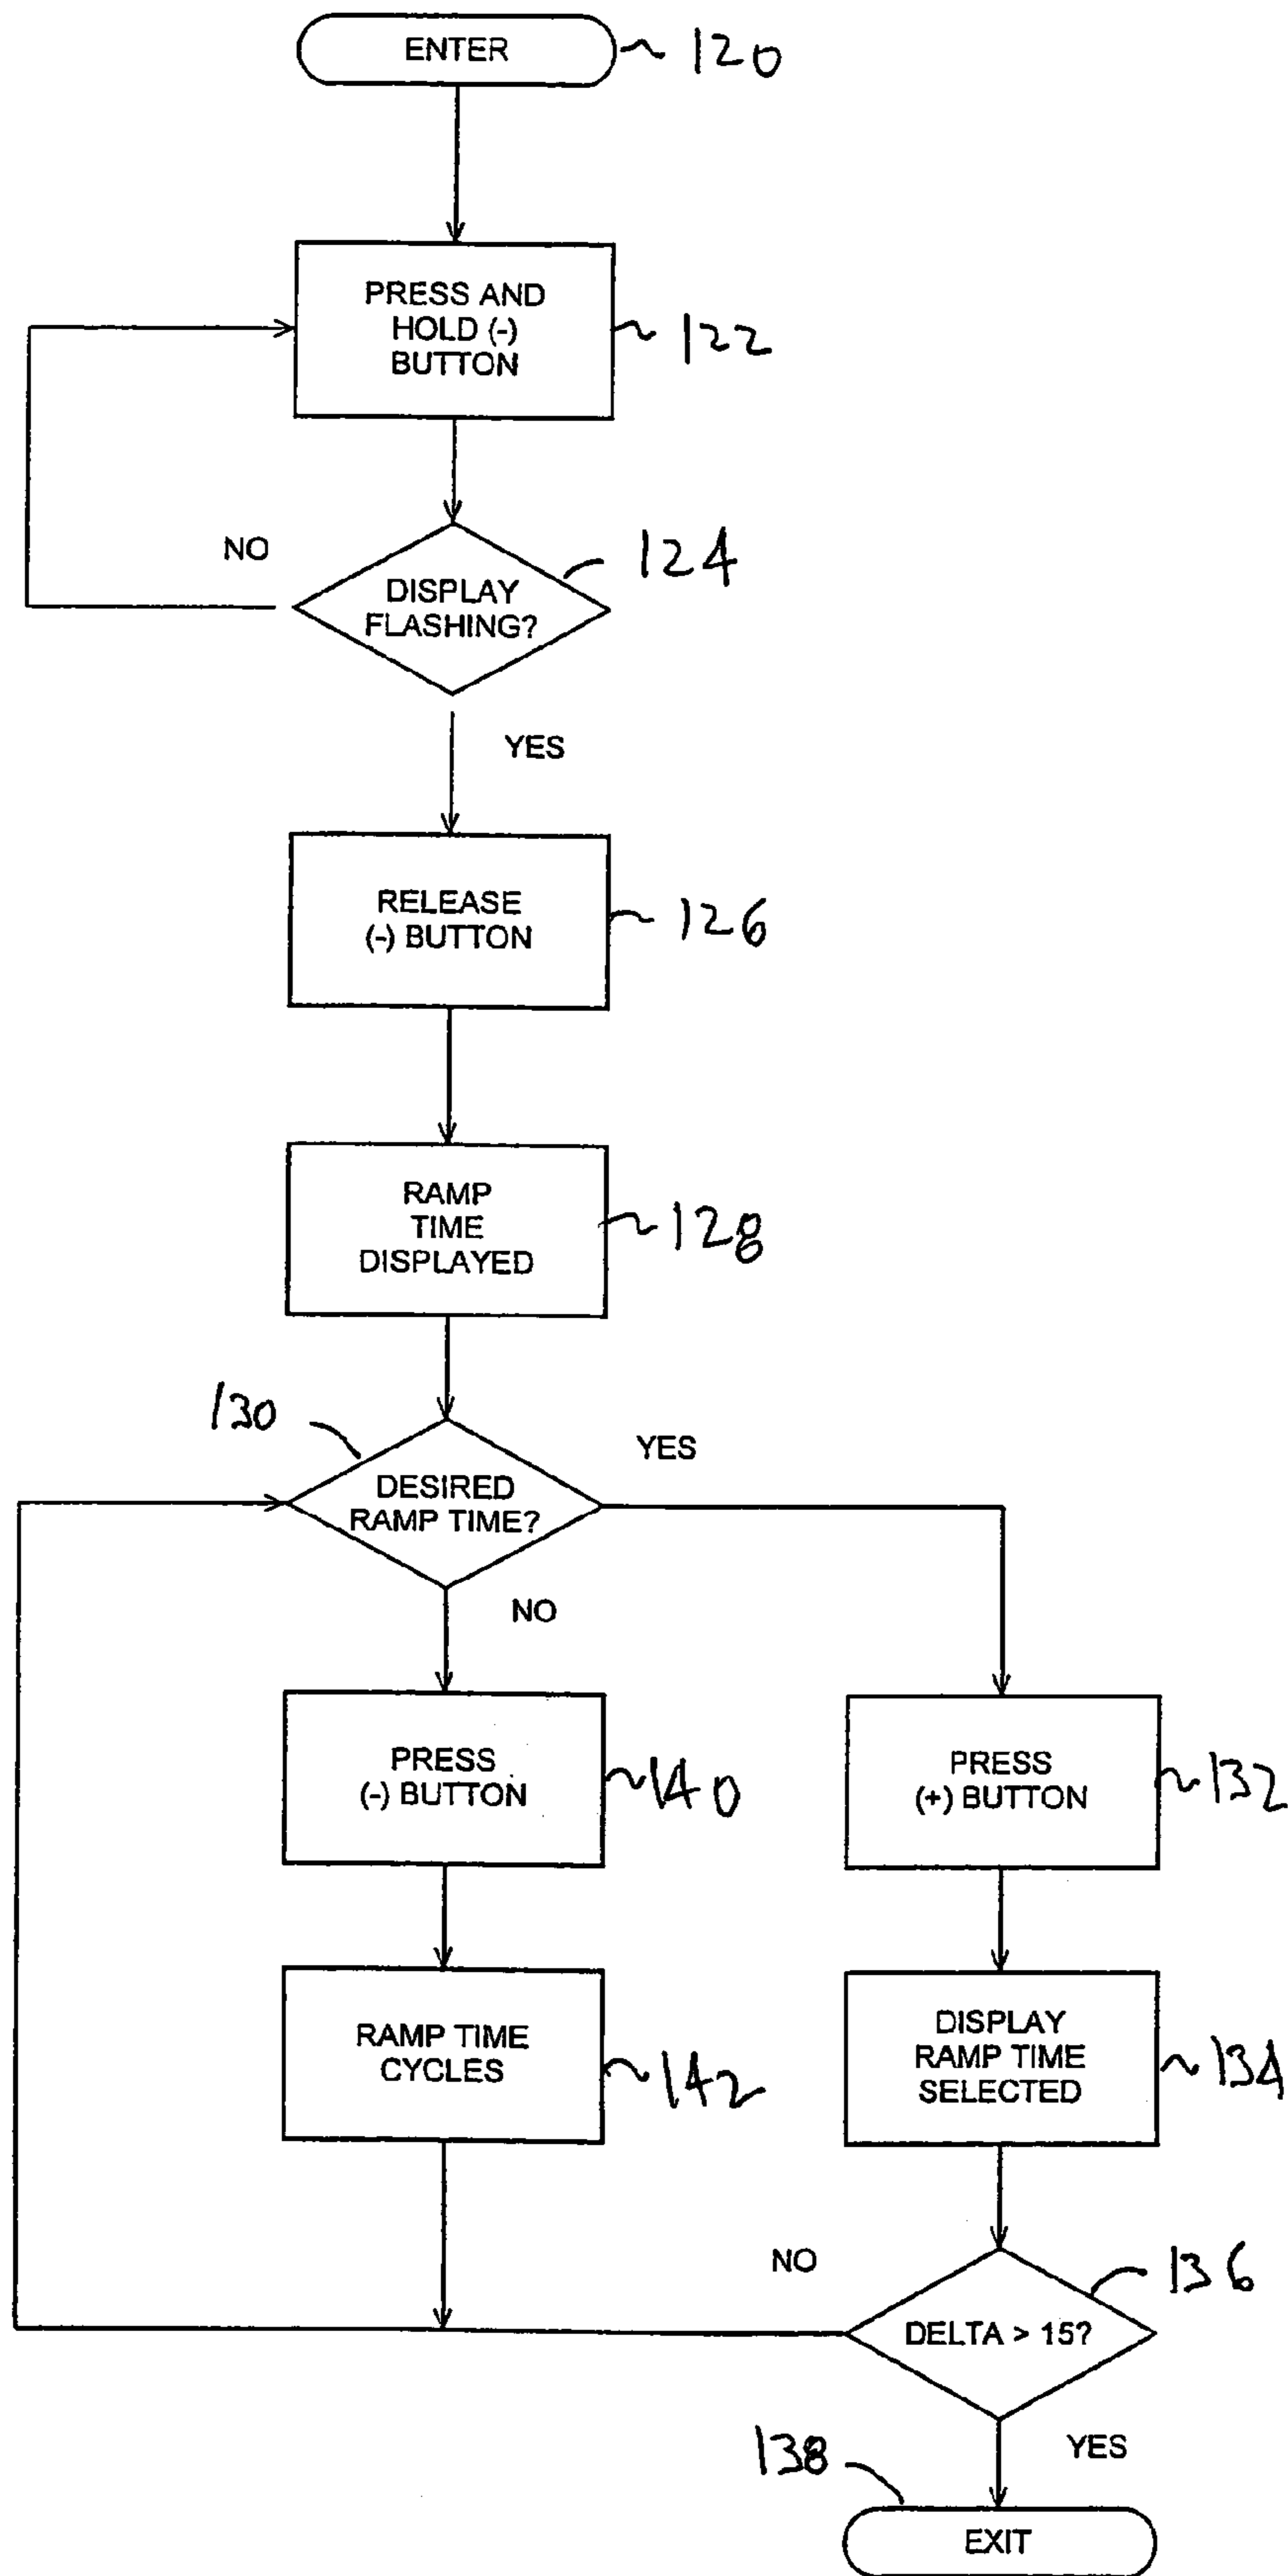 ENTER
120
PRESS AND
HOLD (-)
BUTTON
122
NO
124
DISPLAY
FLASHING?
YES
RELEASE
(-) BUTTON
126
RAMP
TIME
DISPLAYED
128
130
YES
DESIRED
RAMP TIME?
NO
PRESS
(-) BUTTON
140
PRESS
(+) BUTTON
132
RAMP TIME
CYCLES
142
DISPLAY
RAMP TIME
SELECTED
134
NO
136
DELTA > 15?
YES
138
EXIT